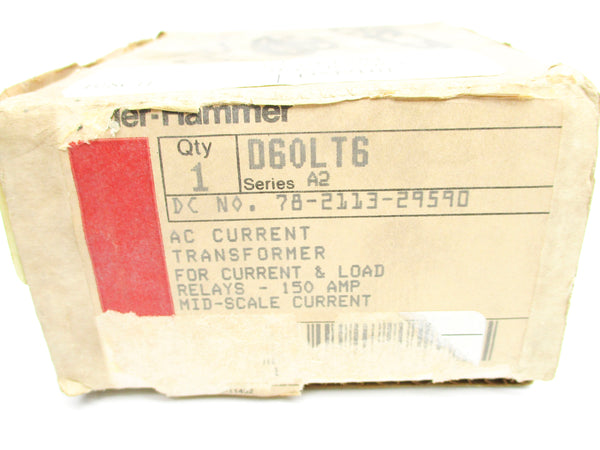 ler-Hammer
Qty
1
D60LT6
Series A2
DC NO. 78-2113-29590
AC CURRENT
TRANSFORMER
FOR CURRENT & LOAD
RELAYS - 150 AMP
MID-SCALE CURRENT
1